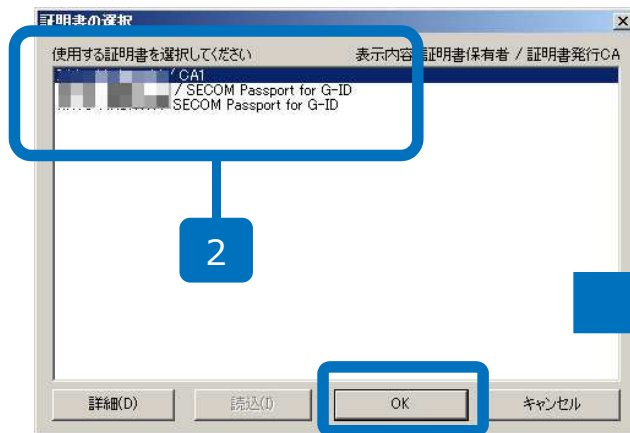 証明書の選択
使用する証明書を選択してください 表示内容:証明書保有者 / 証明書発行CA
/ CA1
/ SECOM Passport for G-ID
SECOM Passport for G-ID
2
詳細(D) 読込(I) OK キャンセル